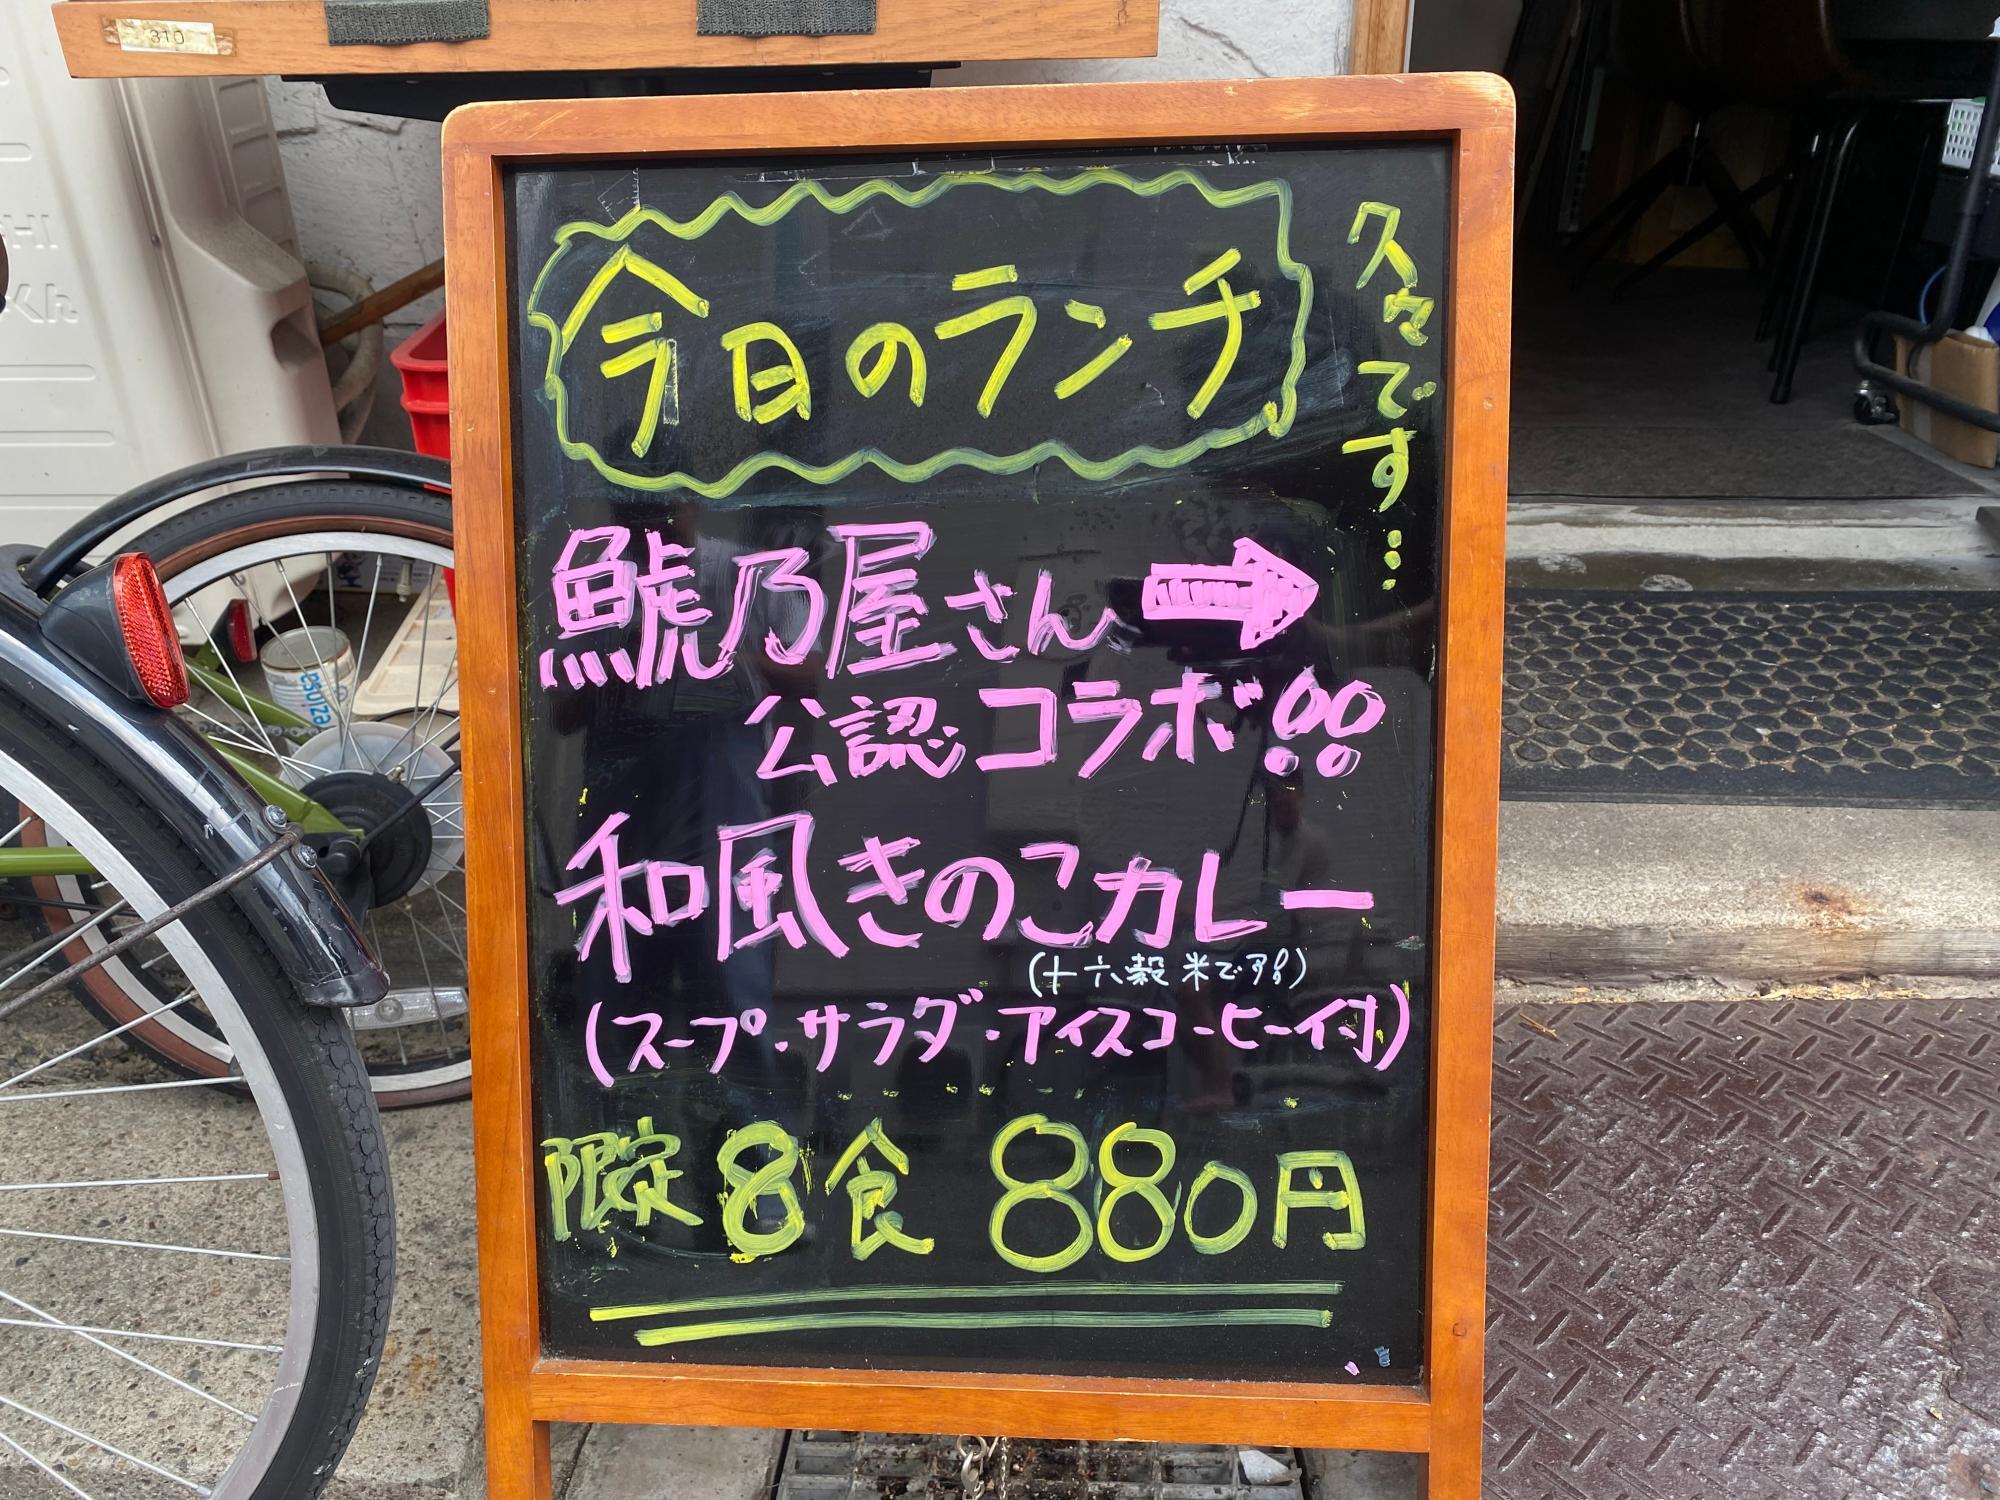 310
今日のランチ
久々です…
鯱乃屋さん➡
公認コラボ!!
和風きのこカレー
(十六穀米です!!)
(スープ・サラダ・アイスコーヒー付)
限定8食 880円